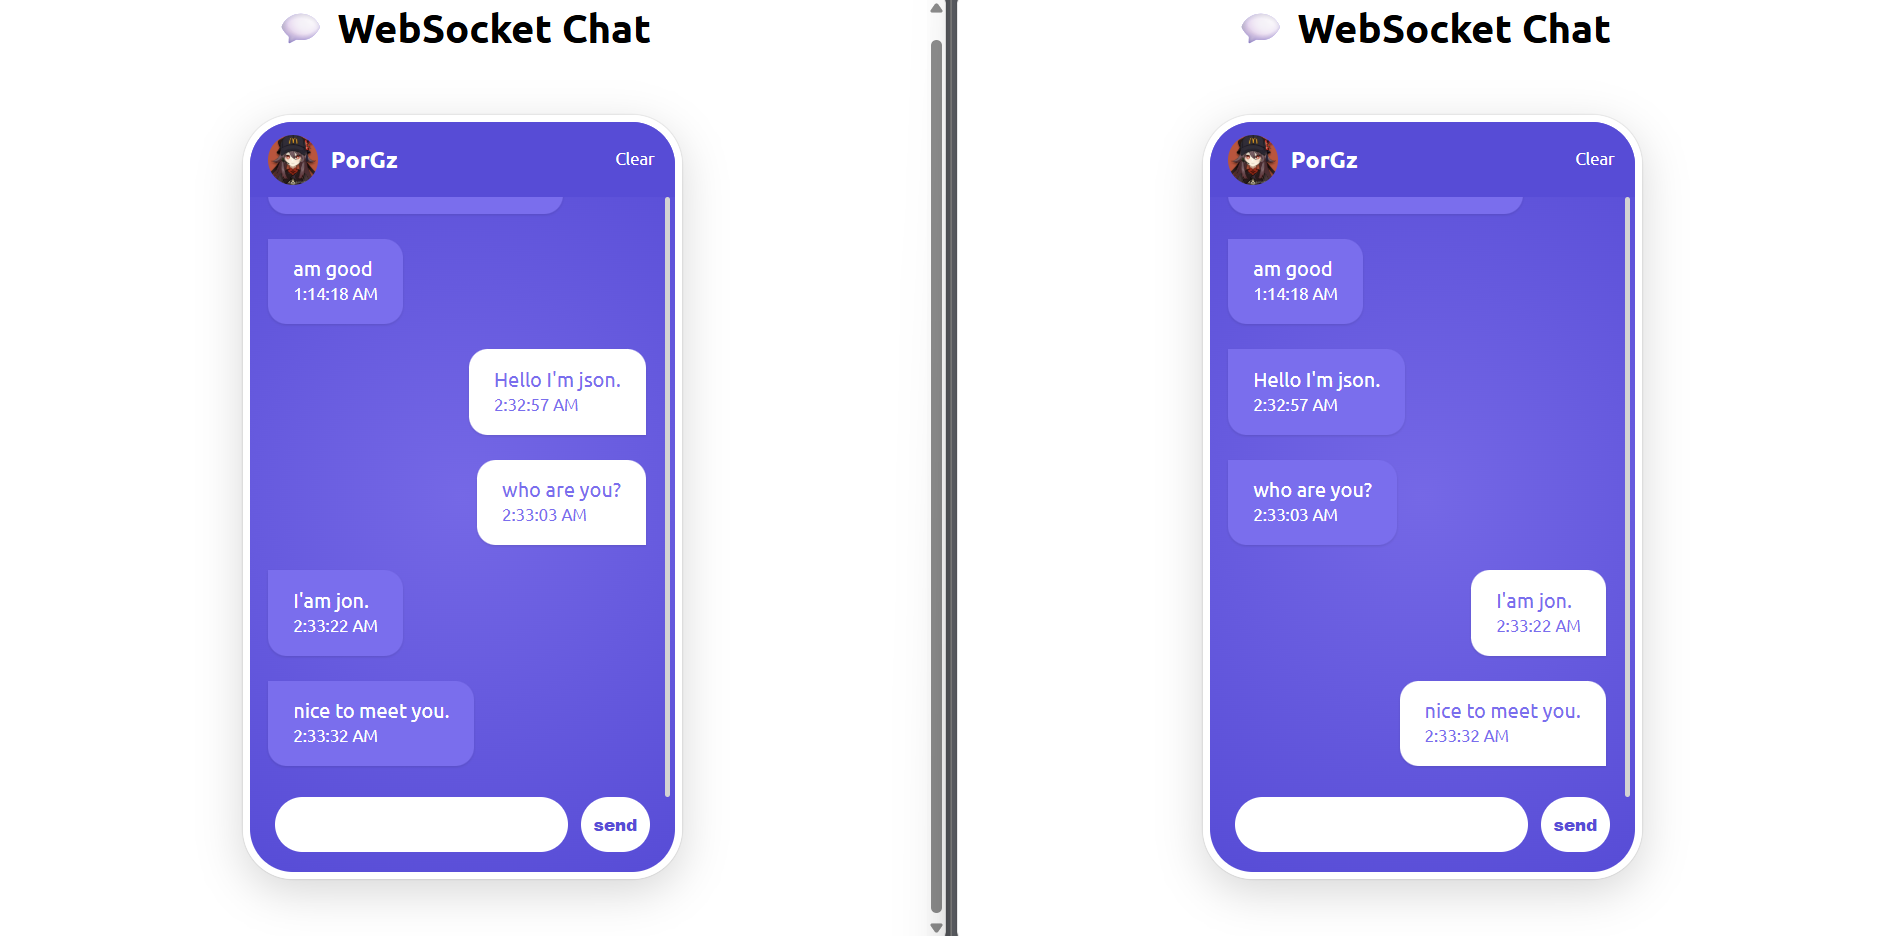 WebSocket Chat
PorGz
Clear
am good
1:14:18 AM
Hello I'm json.
2:32:57 AM
who are you?
2:33:03 AM
I'am jon.
2:33:22 AM
nice to meet you.
2:33:32 AM
send
WebSocket Chat
PorGz
Clear
am good
1:14:18 AM
Hello I'm json.
2:32:57 AM
who are you?
2:33:03 AM
I'am jon.
2:33:22 AM
nice to meet you.
2:33:32 AM
send